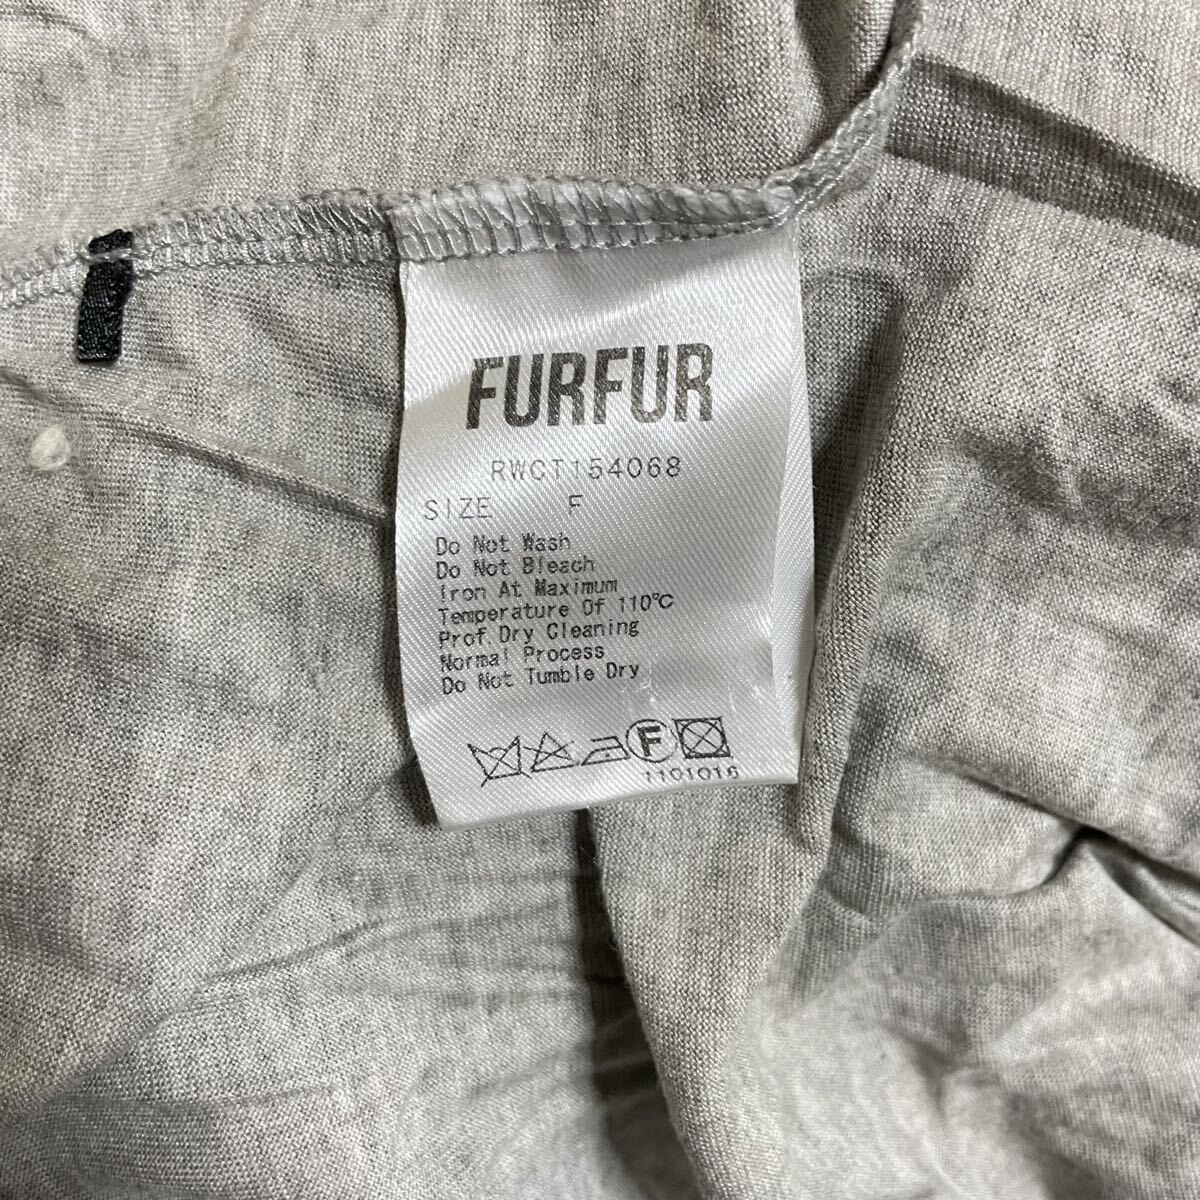 FURFUR
RWCT154068
SIZE F
Do Not Wash
Do Not Bleach
Iron At Maximum
Temperature Of 110℃
Prof Dry Cleaning
Normal Process
Do Not Tumble Dry
F
1101016